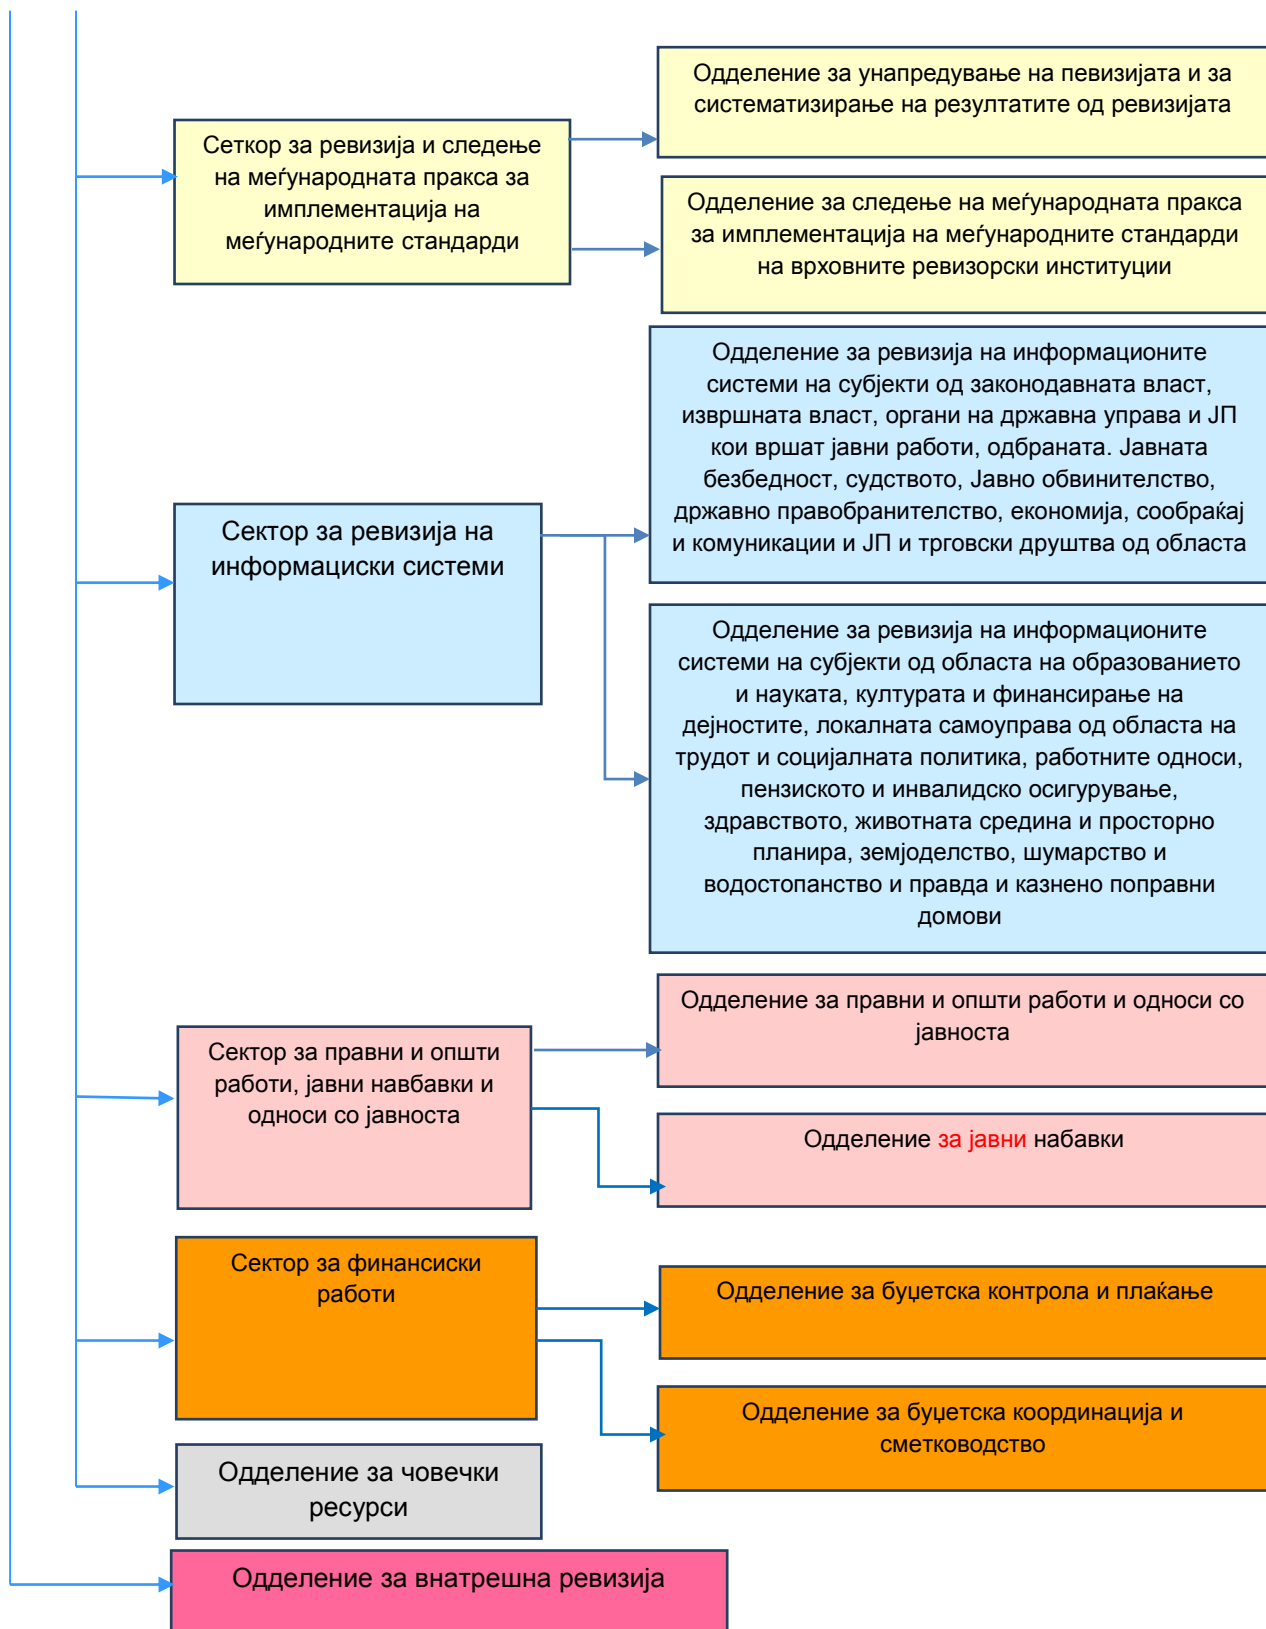 Одделение за унапредување на певизијата и за
систематизирање на резултатите од ревизијата
Сеткор за ревизија и следење
на меѓународната пракса за
имплементација на
меѓународните стандарди
Одделение за следење на меѓународната пракса
за имплементација на меѓународните стандарди
на врховните ревизорски институции
Одделение за ревизија на информационите
системи на субјекти од законодавната власт,
извршната власт, органи на државна управа и ЈП
кои вршат јавни работи, одбраната. Јавната
безбедност, судството, Јавно обвинителство,
државно правобранителство, економија, сообраќај
и комуникации и ЈП и трговски друштва од областа
Сектор за ревизија на
информациски системи
Одделение за ревизија на информационите
системи на субјекти од областа на образованието
и науката, културата и финансирање на
дејностите, локалната самоуправа од областа на
трудот и социјалната политика, работните односи,
пензиското и инвалидско осигурување,
здравството, животната средина и просторно
планира, земјоделство, шумарство и
водостопанство и правда и казнено поправни
домови
Одделение за правни и општи работи и односи со
јавноста
Сектор за правни и општи
работи, јавни навбавки и
односи со јавноста
Одделение за јавни набавки
Сектор за финансиски
работи
Одделение за буџетска контрола и плаќање
Одделение за буџетска координација и
сметководство
Одделение за човечки
ресурси
Одделение за внатрешна ревизија